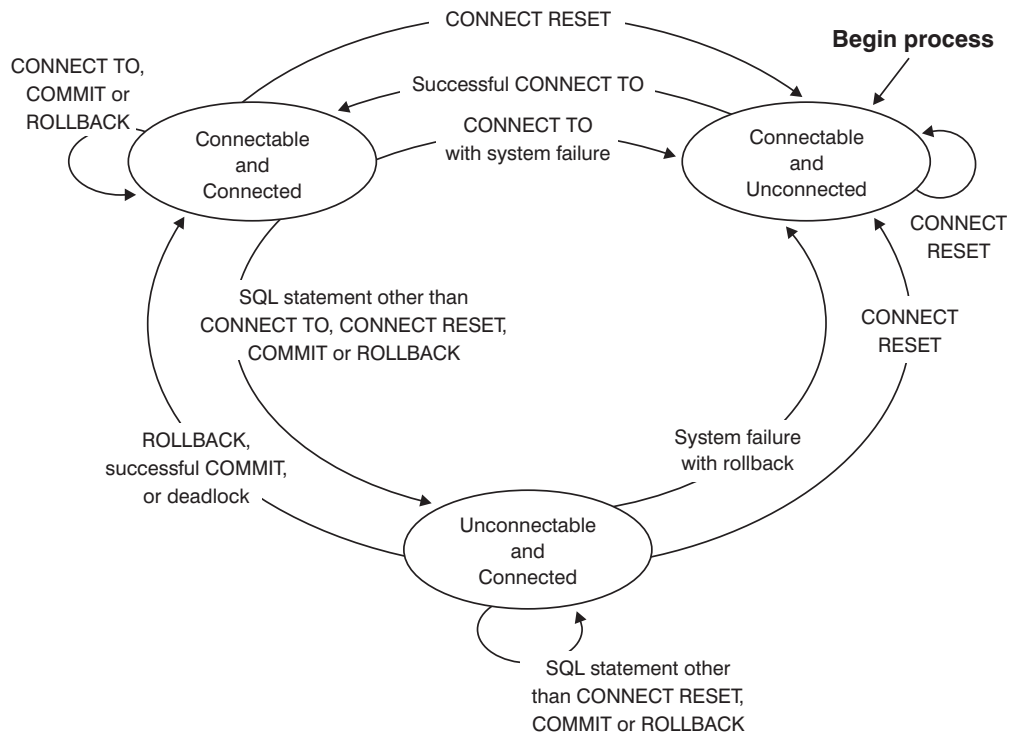 CONNECT RESET
Begin process
CONNECT TO,
COMMIT or
ROLLBACK
Successful CONNECT TO
CONNECT TO
with system failure
Connectable
and
Connected
Connectable
and
Unconnected
CONNECT
RESET
SQL statement other than
CONNECT TO, CONNECT RESET,
COMMIT or ROLLBACK
CONNECT
RESET
ROLLBACK,
successful COMMIT,
or deadlock
System failure
with rollback
Unconnectable
and
Connected
SQL statement other
than CONNECT RESET,
COMMIT or ROLLBACK